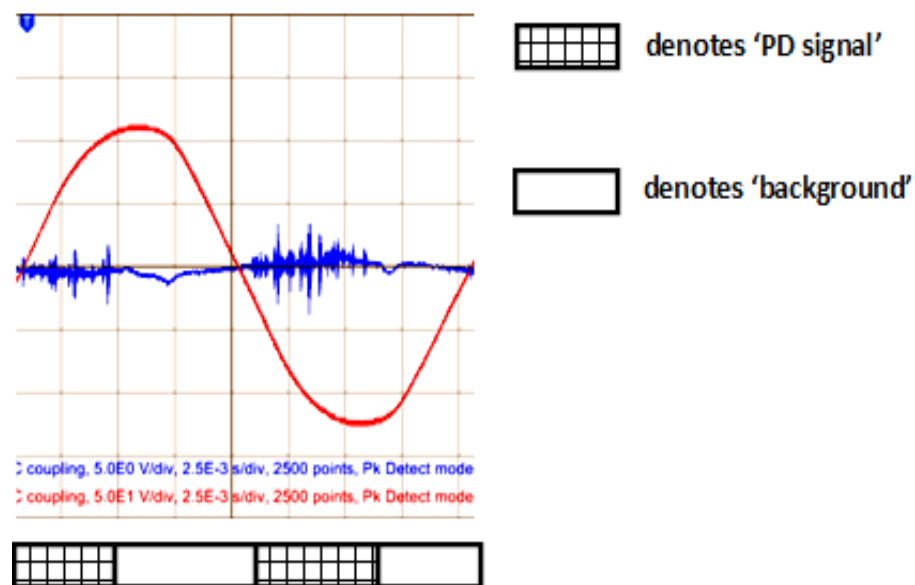 denotes ‘PD signal’
denotes ‘background’
C coupling, 5.0E0 V/div, 2.5E-3 s/div, 2500 points, Pk Detect mode
C coupling, 5.0E1 V/div, 2.5E-3 s/div, 2500 points, Pk Detect mode